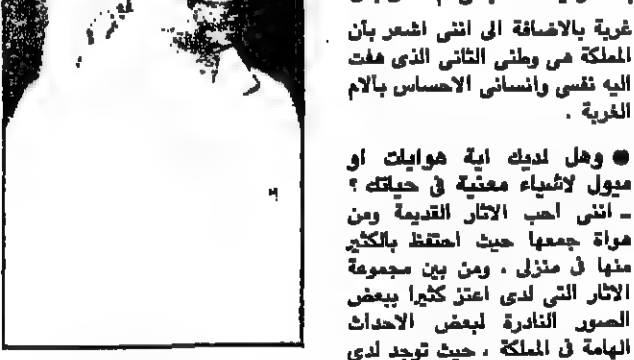 غربة بالاضافة الى اننى اشعر بأن
المملكة هى وطنى الثانى الذى هفت
اليه نفسى وانسانى الاحساس بآلام
الغربة .
● وهل لديك اية هوايات او
ميول لاشياء معنية فى حياتك ؟
ـ اننى احب الاثار القديمة ومن
هواة جمعها حيث احتفظ بالكثير
منها فى منزلى . ومن بين مجموعة
الاثار التى لدى اعتز كثيرا ببعض
الصور النادرة لبعض الاحداث
الهامة فى المملكة . حيث توجد لدى